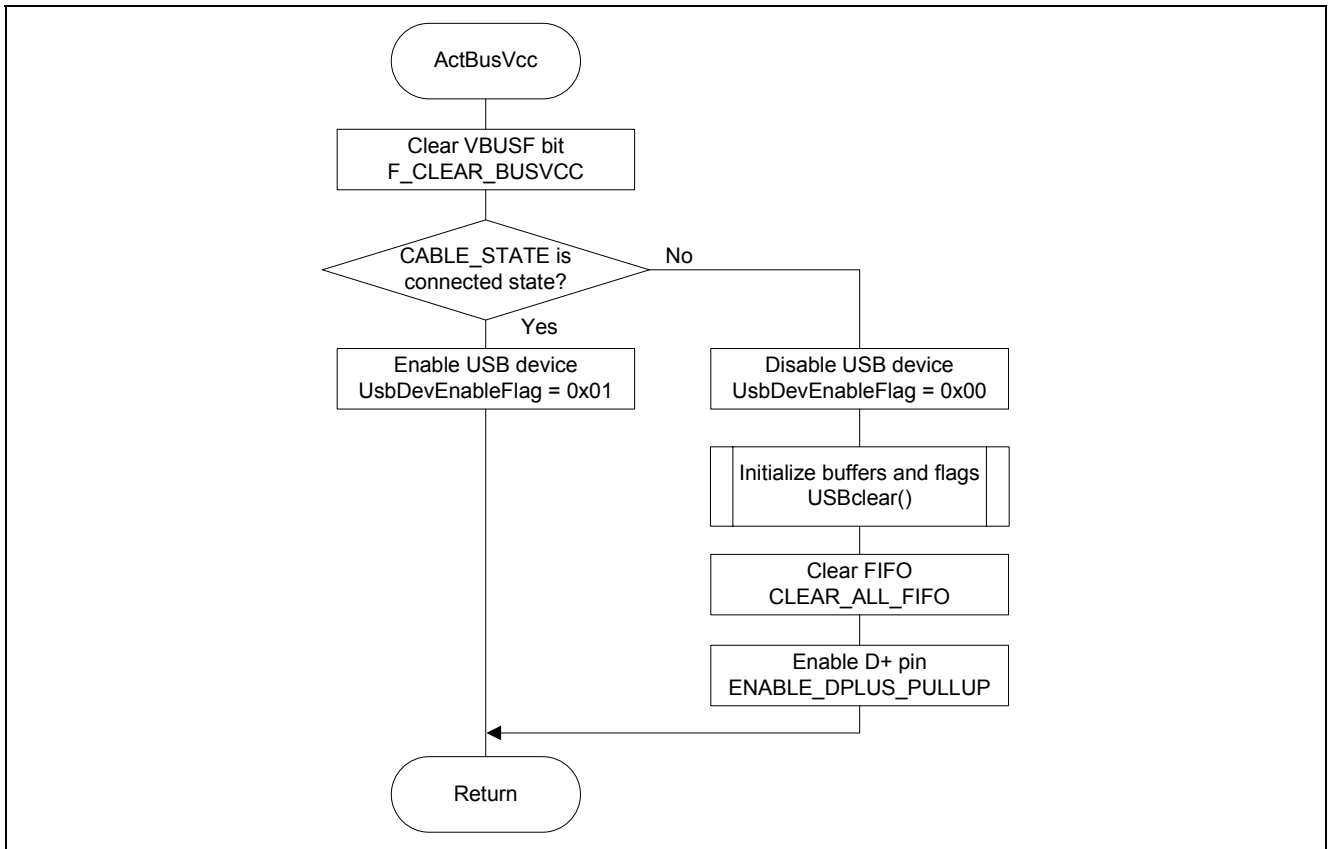 ActBusVcc
Clear VBUSF bit
F_CLEAR_BUSVCC
CABLE_STATE is
connected state?
No
Yes
Enable USB device
UsbDevEnableFlag = 0x01
Disable USB device
UsbDevEnableFlag = 0x00
Initialize buffers and flags
USBclear()
Clear FIFO
CLEAR_ALL_FIFO
Enable D+ pin
ENABLE_DPLUS_PULLUP
Return